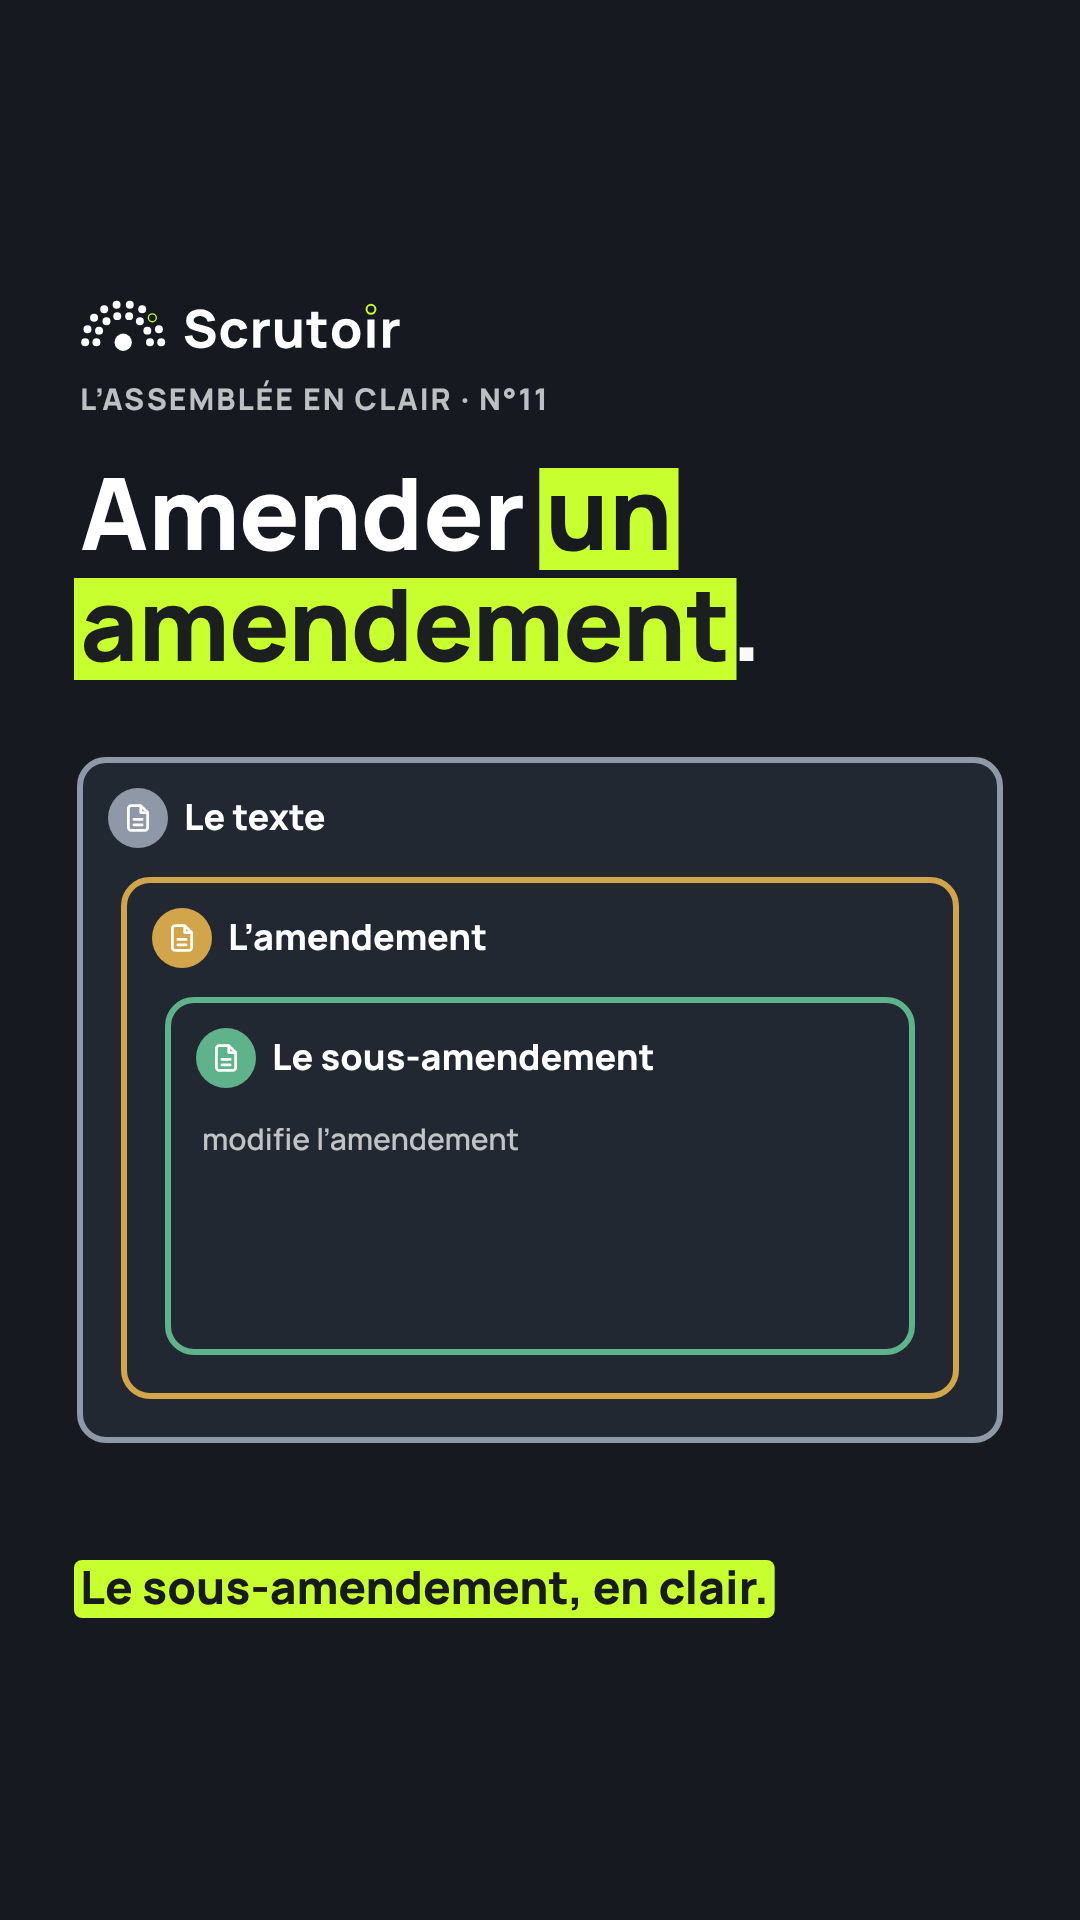 Scrutoir
L’ASSEMBLÉE EN CLAIR · N°11
Amender un
amendement.
Le texte
L’amendement
Le sous-amendement
modifie l’amendement
Le sous-amendement, en clair.